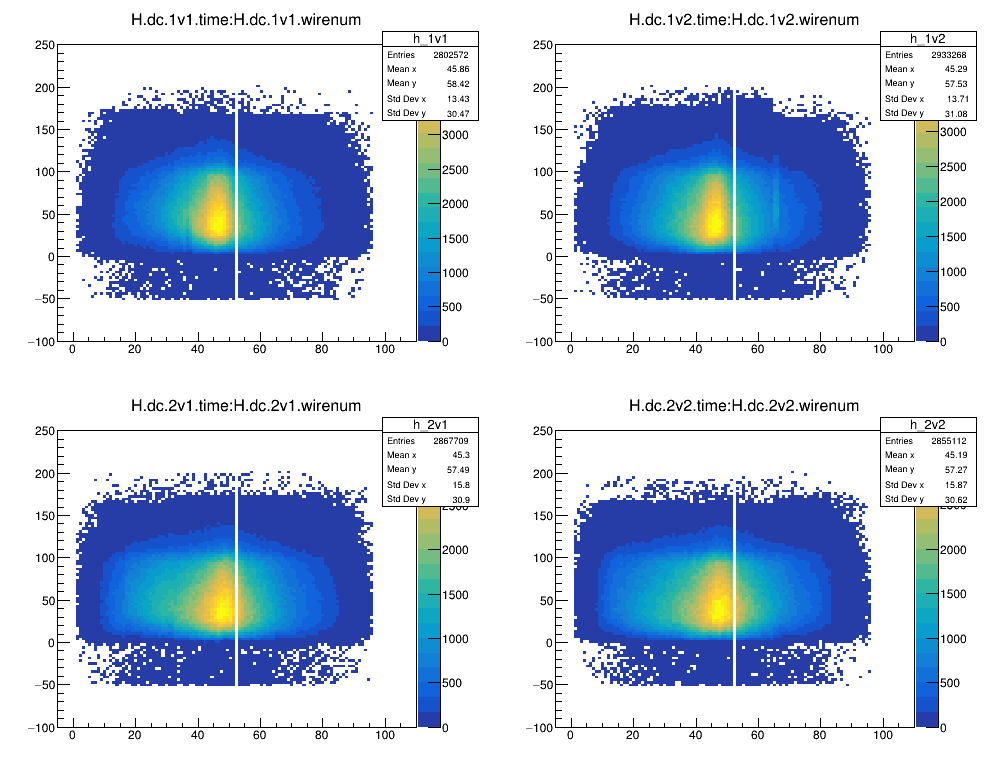 H.dc.1v1.time:H.dc.1v1.wirenum
h_1v1
Entries 2802572
Mean x 45.86
Mean y 58.42
Std Dev x 13.43
Std Dev y 30.47
250
200
150
100
50
0
−50
−100
0 20 40 60 80 100
3000
2500
2000
1500
1000
500
0
H.dc.1v2.time:H.dc.1v2.wirenum
h_1v2
Entries 2933268
Mean x 45.29
Mean y 57.53
Std Dev x 13.71
Std Dev y 31.08
250
200
150
100
50
0
−50
−100
0 20 40 60 80 100
3000
2500
2000
1500
1000
500
0
H.dc.2v1.time:H.dc.2v1.wirenum
h_2v1
Entries 2867709
Mean x 45.3
Mean y 57.49
Std Dev x 15.8
Std Dev y 30.9
250
200
150
100
50
0
−50
−100
0 20 40 60 80 100
2500
2000
1500
1000
500
0
H.dc.2v2.time:H.dc.2v2.wirenum
h_2v2
Entries 2855112
Mean x 45.19
Mean y 57.27
Std Dev x 15.87
Std Dev y 30.62
250
200
150
100
50
0
−50
−100
0 20 40 60 80 100
2500
2000
1500
1000
500
0